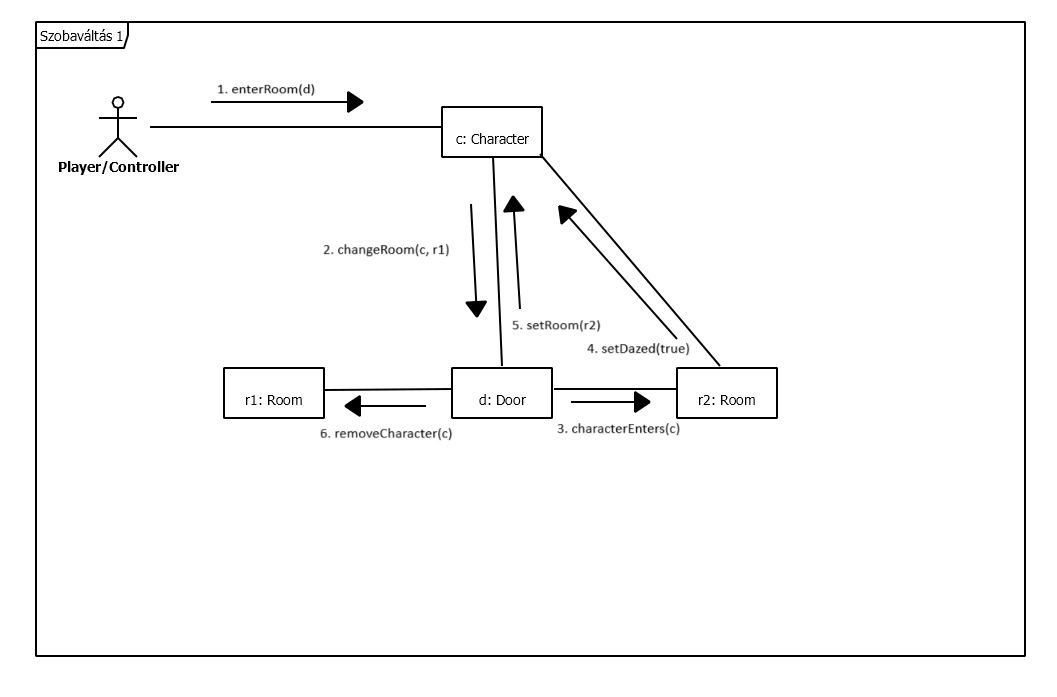 Szobaváltás 1
1. enterRoom(d)
c: Character
Player/Controller
2. changeRoom(c, r1)
5. setRoom(r2)
4. setDazed(true)
r1: Room
d: Door
r2: Room
6. removeCharacter(c)
3. characterEnters(c)